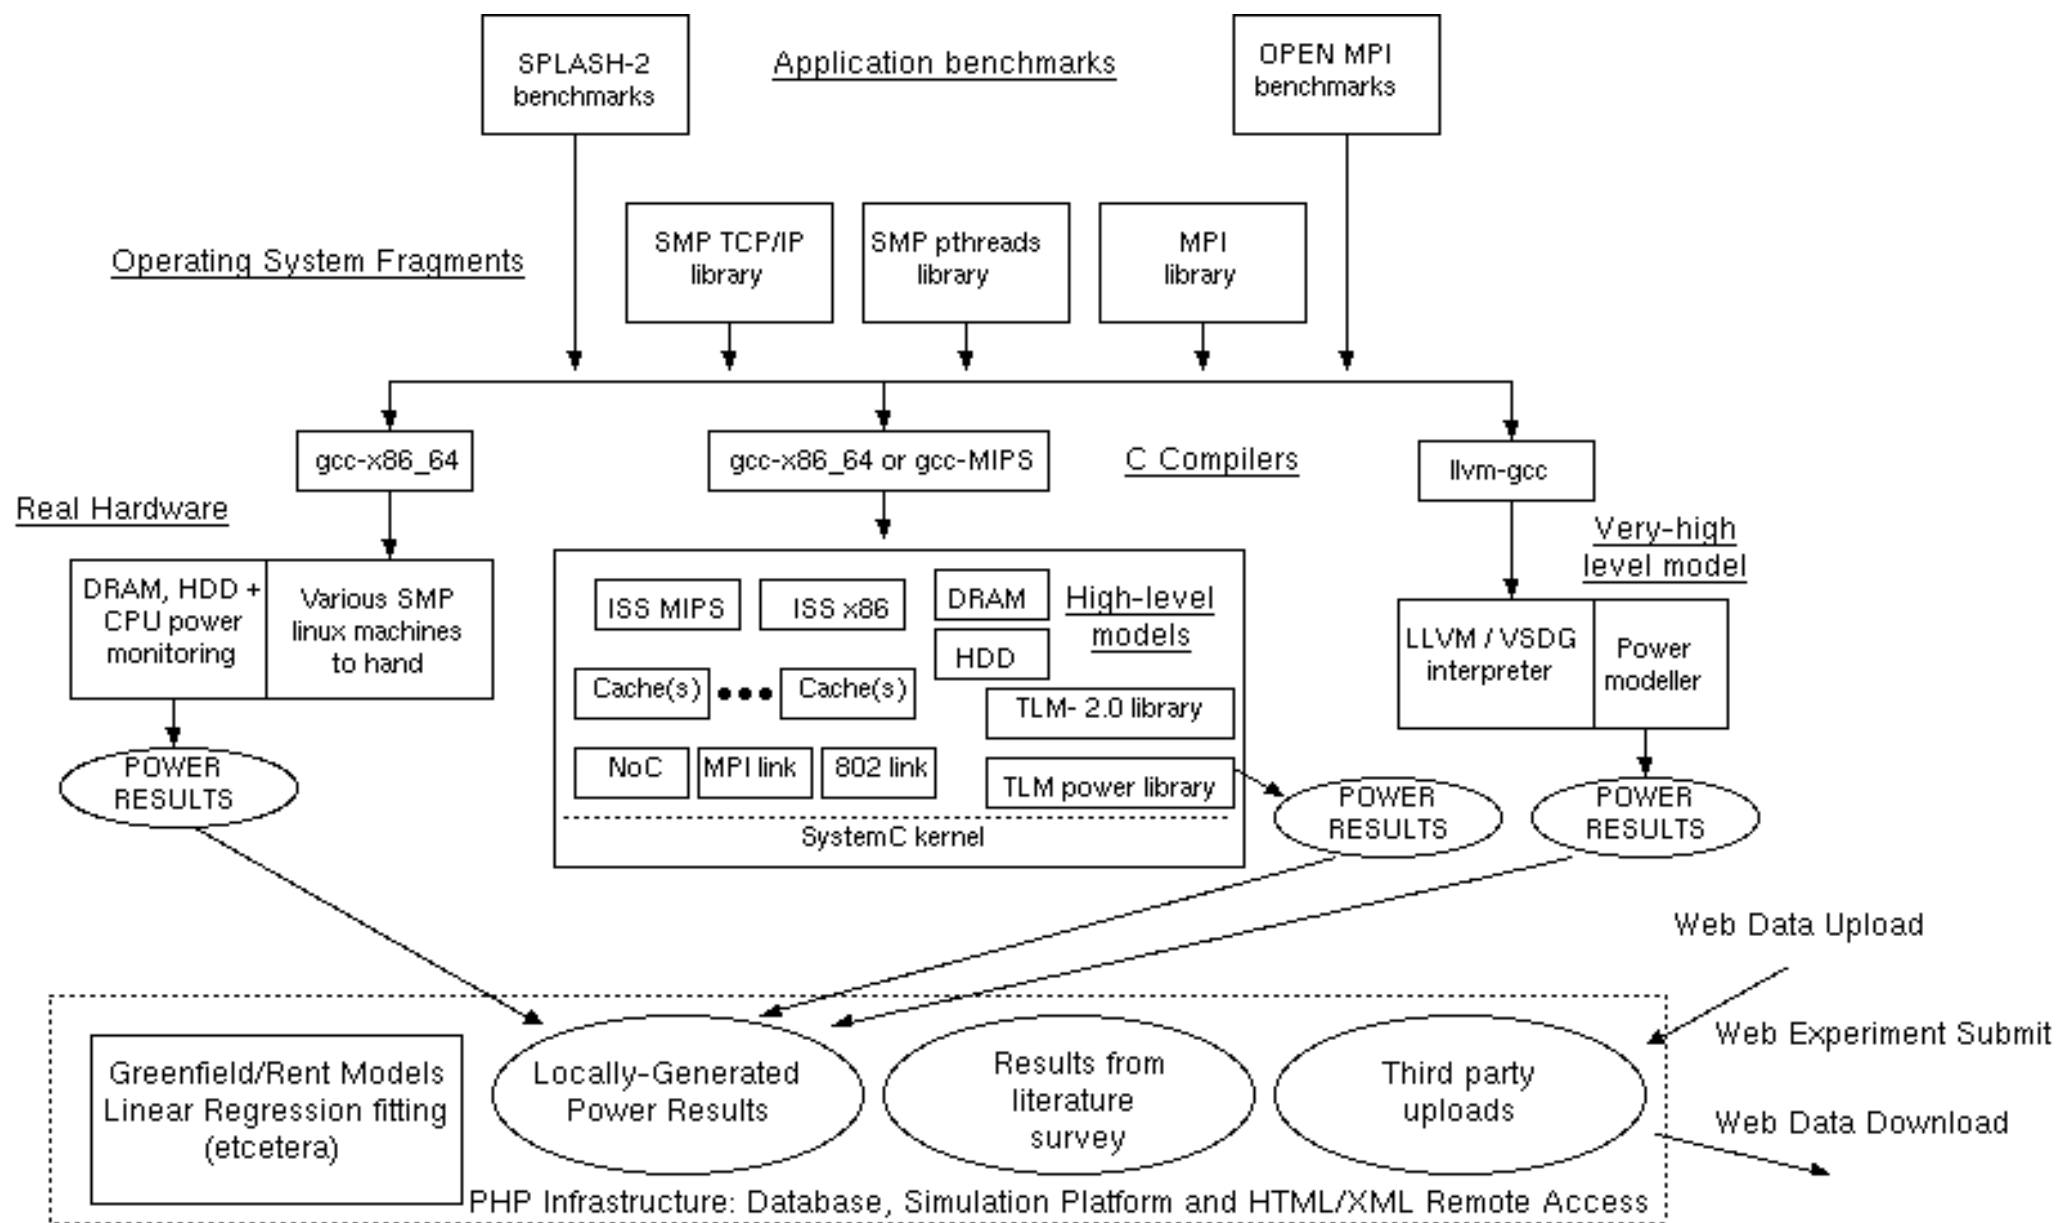 SPLASH-2
benchmarks
Application benchmarks
OPEN MPI
benchmarks
Operating System Fragments
SMP TCP/IP
library
SMP pthreads
library
MPI
library
gcc-x86_64
gcc-x86_64 or gcc-MIPS
C Compilers
llvm-gcc
Real Hardware
Very-high
level model
DRAM, HDD +
CPU power
monitoring
Various SMP
linux machines
to hand
ISS MIPS
ISS x86
DRAM
HDD
High-level
models
Cache(s)
Cache(s)
TLM- 2.0 library
NoC
MPI link
802 link
TLM power library
SystemC kernel
LLVM / VSDG
interpreter
Power
modeller
POWER
RESULTS
POWER
RESULTS
POWER
RESULTS
Web Data Upload
Web Experiment Submit
Web Data Download
Greenfield/Rent Models
Linear Regression fitting
(etcetera)
Locally-Generated
Power Results
Results from
literature
survey
Third party
uploads
PHP Infrastructure: Database, Simulation Platform and HTML/XML Remote Access